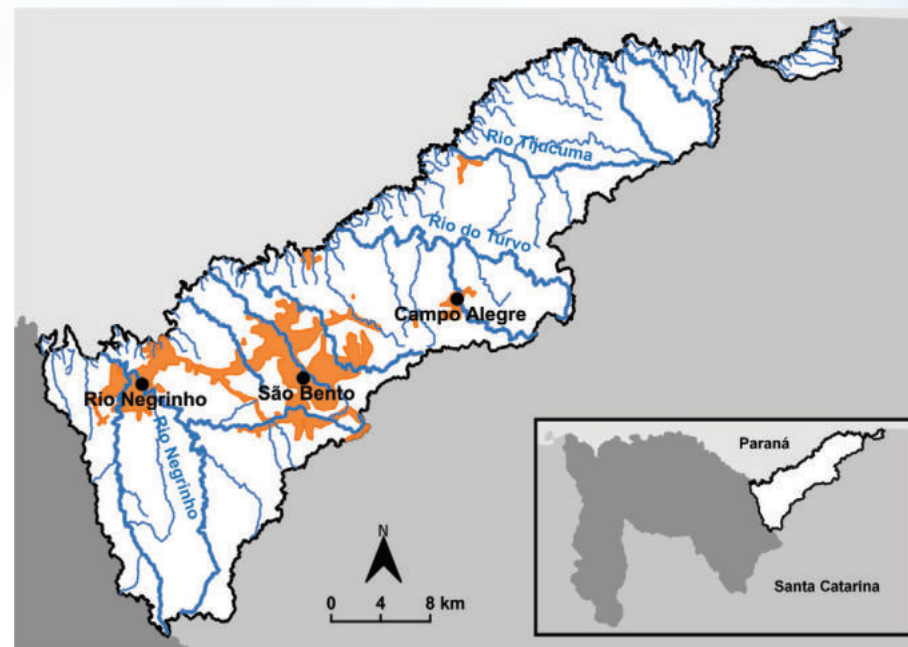 Rio Tijucuma
Rio do Turvo
Campo Alegre
São Bento
Rio Negrinho
Rio Negrinho
Paraná
Santa Catarina
N
0 4 8 km